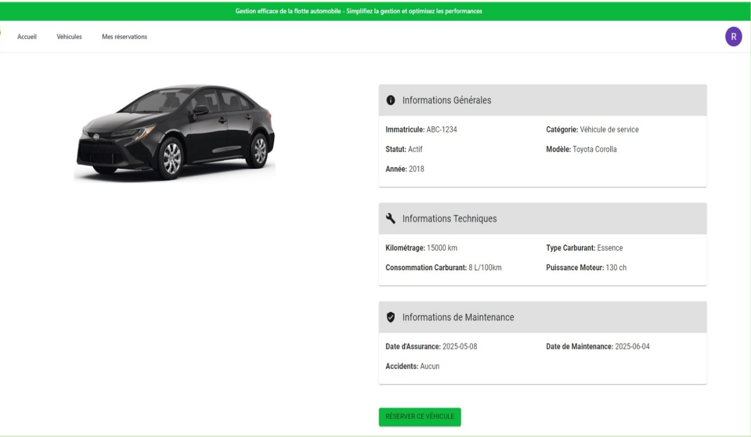 Gestion efficace de la flotte automobile - Simplifiez la gestion et optimisez les performances
Accueil Véhicules Mes réservations R
Informations Générales
Immatricule: ABC-1234 Catégorie: Véhicule de service
Statut: Actif Modèle: Toyota Corolla
Année: 2018
Informations Techniques
Kilométrage: 15000 km Type Carburant: Essence
Consommation Carburant: 8 L/100km Puissance Moteur: 130 ch
Informations de Maintenance
Date d'Assurance: 2025-05-08 Date de Maintenance: 2025-06-04
Accidents: Aucun
RÉSERVER CE VÉHICULE